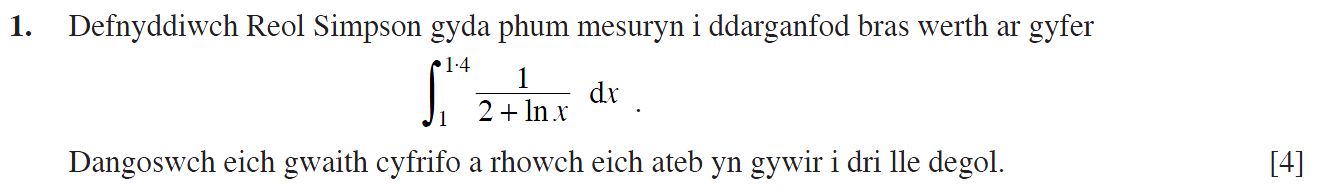 1. Defnyddiwch Reol Simpson gyda phum mesuryn i ddarganfod bras werth ar gyfer
∫₁^1·4 1/(2 + ln x) dx .
Dangoswch eich gwaith cyfrifo a rhowch eich ateb yn gywir i dri lle degol. [4]